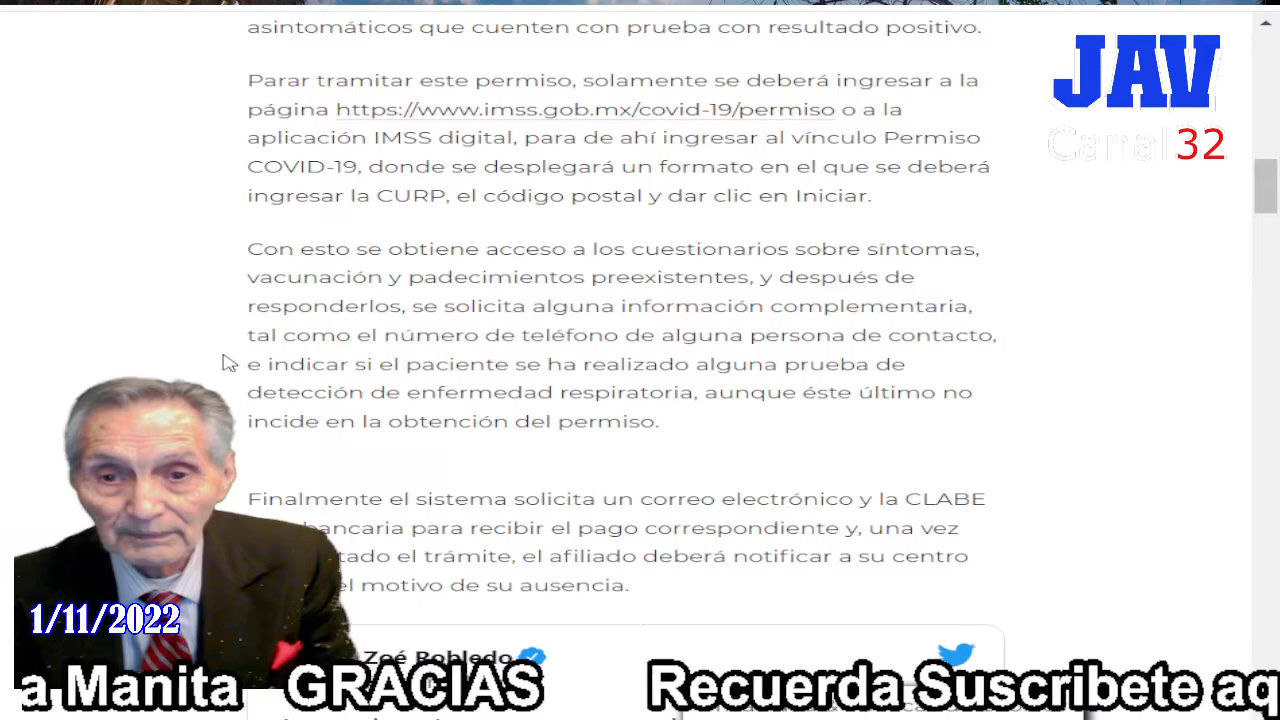 asintomáticos que cuenten con prueba con resultado positivo.
JAV
Canal 32
Parar tramitar este permiso, solamente se deberá ingresar a la
página https://www.imss.gob.mx/covid-19/permiso o a la
aplicación IMSS digital, para de ahí ingresar al vínculo Permiso
COVID-19, donde se desplegará un formato en el que se deberá
ingresar la CURP, el código postal y dar clic en Iniciar.
Con esto se obtiene acceso a los cuestionarios sobre síntomas,
vacunación y padecimientos preexistentes, y después de
responderlos, se solicita alguna información complementaria,
tal como el número de teléfono de alguna persona de contacto,
e indicar si el paciente se ha realizado alguna prueba de
detección de enfermedad respiratoria, aunque éste último no
incide en la obtención del permiso.
Finalmente el sistema solicita un correo electrónico y la CLABE
bancaria para recibir el pago correspondiente y, una vez
tado el trámite, el afiliado deberá notificar a su centro
el motivo de su ausencia.
1/11/2022
Zoé Robledo
a Manita GRACIAS Recuerda Suscribete aq